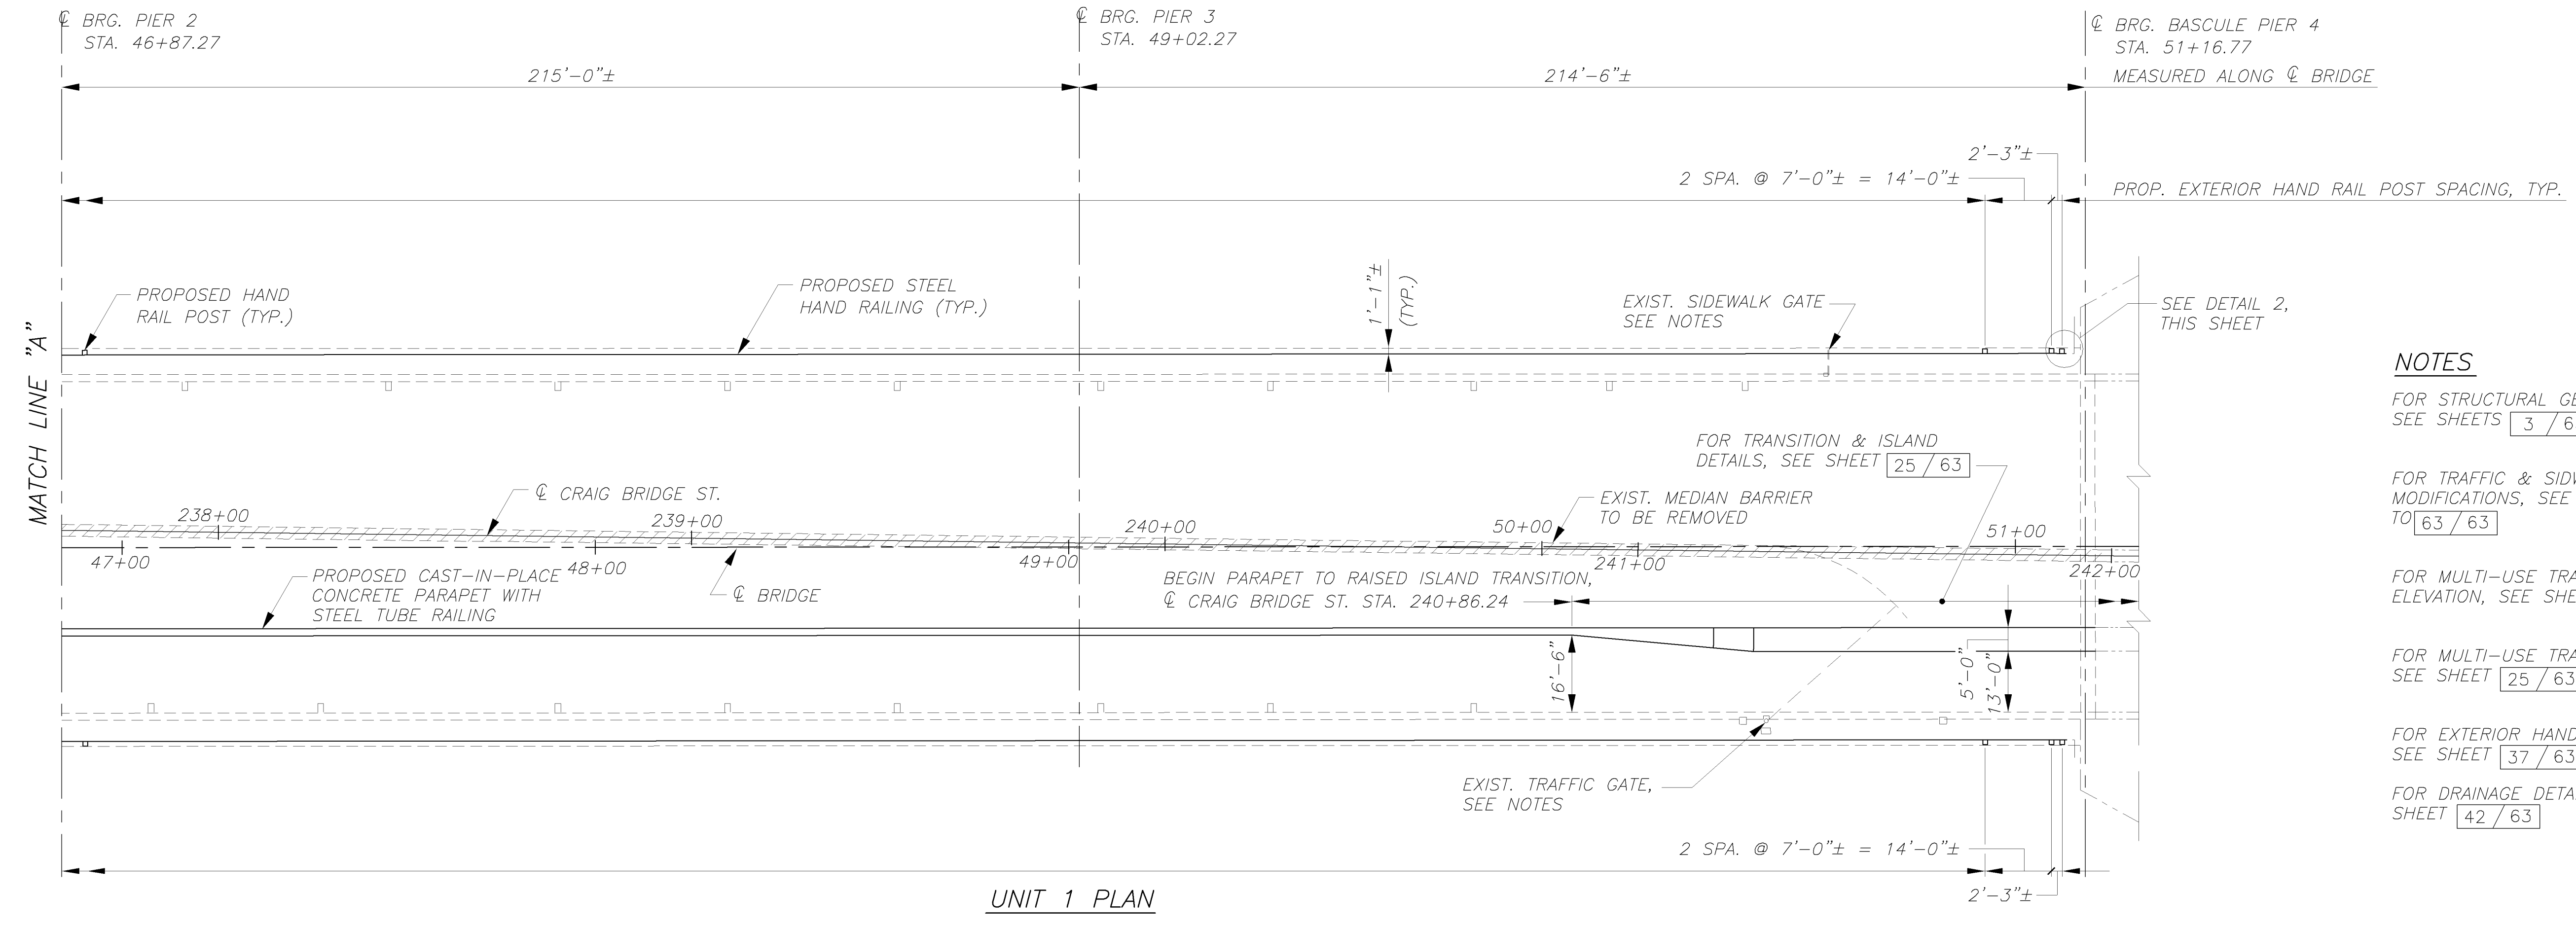 ℄ BRG. PIER 2
STA. 46+87.27
℄ BRG. PIER 3
STA. 49+02.27
℄ BRG. BASCULE PIER 4
STA. 51+16.77
215'-0"±
214'-6"±
MEASURED ALONG ℄ BRIDGE
2'-3"±
2 SPA. @ 7'-0"± = 14'-0"±
PROP. EXTERIOR HAND RAIL POST SPACING, TYP.
MATCH LINE "A"
PROPOSED HAND
RAIL POST (TYP.)
PROPOSED STEEL
HAND RAILING (TYP.)
1'-1"±
(TYP.)
EXIST. SIDEWALK GATE
SEE NOTES
SEE DETAIL 2,
THIS SHEET
FOR TRANSITION & ISLAND
DETAILS, SEE SHEET 25 / 63
℄ CRAIG BRIDGE ST.
EXIST. MEDIAN BARRIER
TO BE REMOVED
238+00
239+00
240+00
50+00
51+00
47+00
48+00
49+00
241+00
242+00
PROPOSED CAST-IN-PLACE
CONCRETE PARAPET WITH
STEEL TUBE RAILING
℄ BRIDGE
BEGIN PARAPET TO RAISED ISLAND TRANSITION,
℄ CRAIG BRIDGE ST. STA. 240+86.24
16'-6"
5'-0"
13'-0"
EXIST. TRAFFIC GATE,
SEE NOTES
2 SPA. @ 7'-0"± = 14'-0"±
2'-3"±
UNIT 1 PLAN
NOTES
FOR STRUCTURAL
SEE SHEETS 3 /
FOR TRAFFIC &
MODIFICATIONS, SEE
TO 63 / 63
FOR MULTI-USE
ELEVATION, SEE
FOR MULTI-USE
SEE SHEET 25 / 63
FOR EXTERIOR HAND
SEE SHEET 37 / 63
FOR DRAINAGE
SHEET 42 / 63